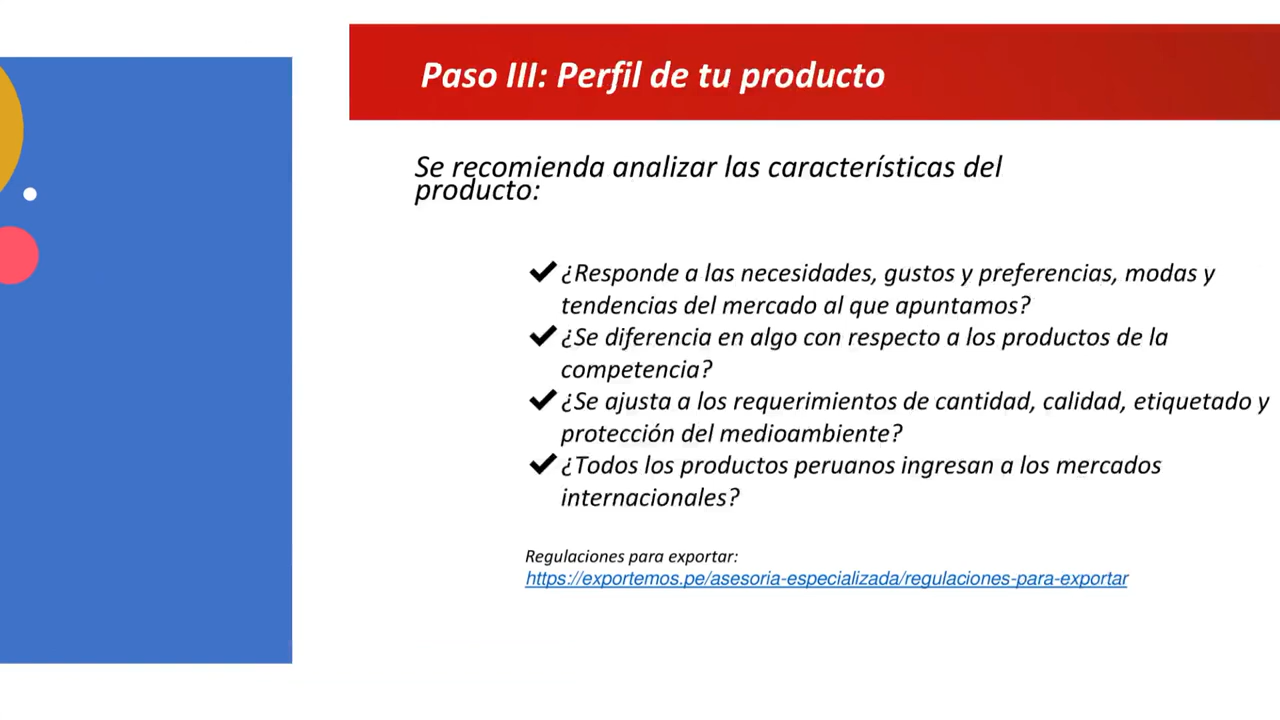 Paso III: Perfil de tu producto
Se recomienda analizar las características del
producto:
¿Responde a las necesidades, gustos y preferencias, modas y
tendencias del mercado al que apuntamos?
¿Se diferencia en algo con respecto a los productos de la
competencia?
¿Se ajusta a los requerimientos de cantidad, calidad, etiquetado y
protección del medioambiente?
¿Todos los productos peruanos ingresan a los mercados
internacionales?
Regulaciones para exportar:
https://exportemos.pe/asesoria-especializada/regulaciones-para-exportar